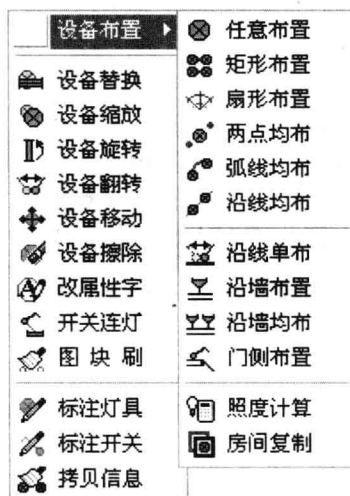 设备布置
设备替换
设备缩放
设备旋转
设备翻转
设备移动
设备擦除
改属性字
开关连灯
图 块 刷
标注灯具
标注开关
拷贝信息
任意布置
矩形布置
扇形布置
两点均布
弧线均布
沿线均布
沿线单布
沿墙布置
沿墙均布
门侧布置
照度计算
房间复制